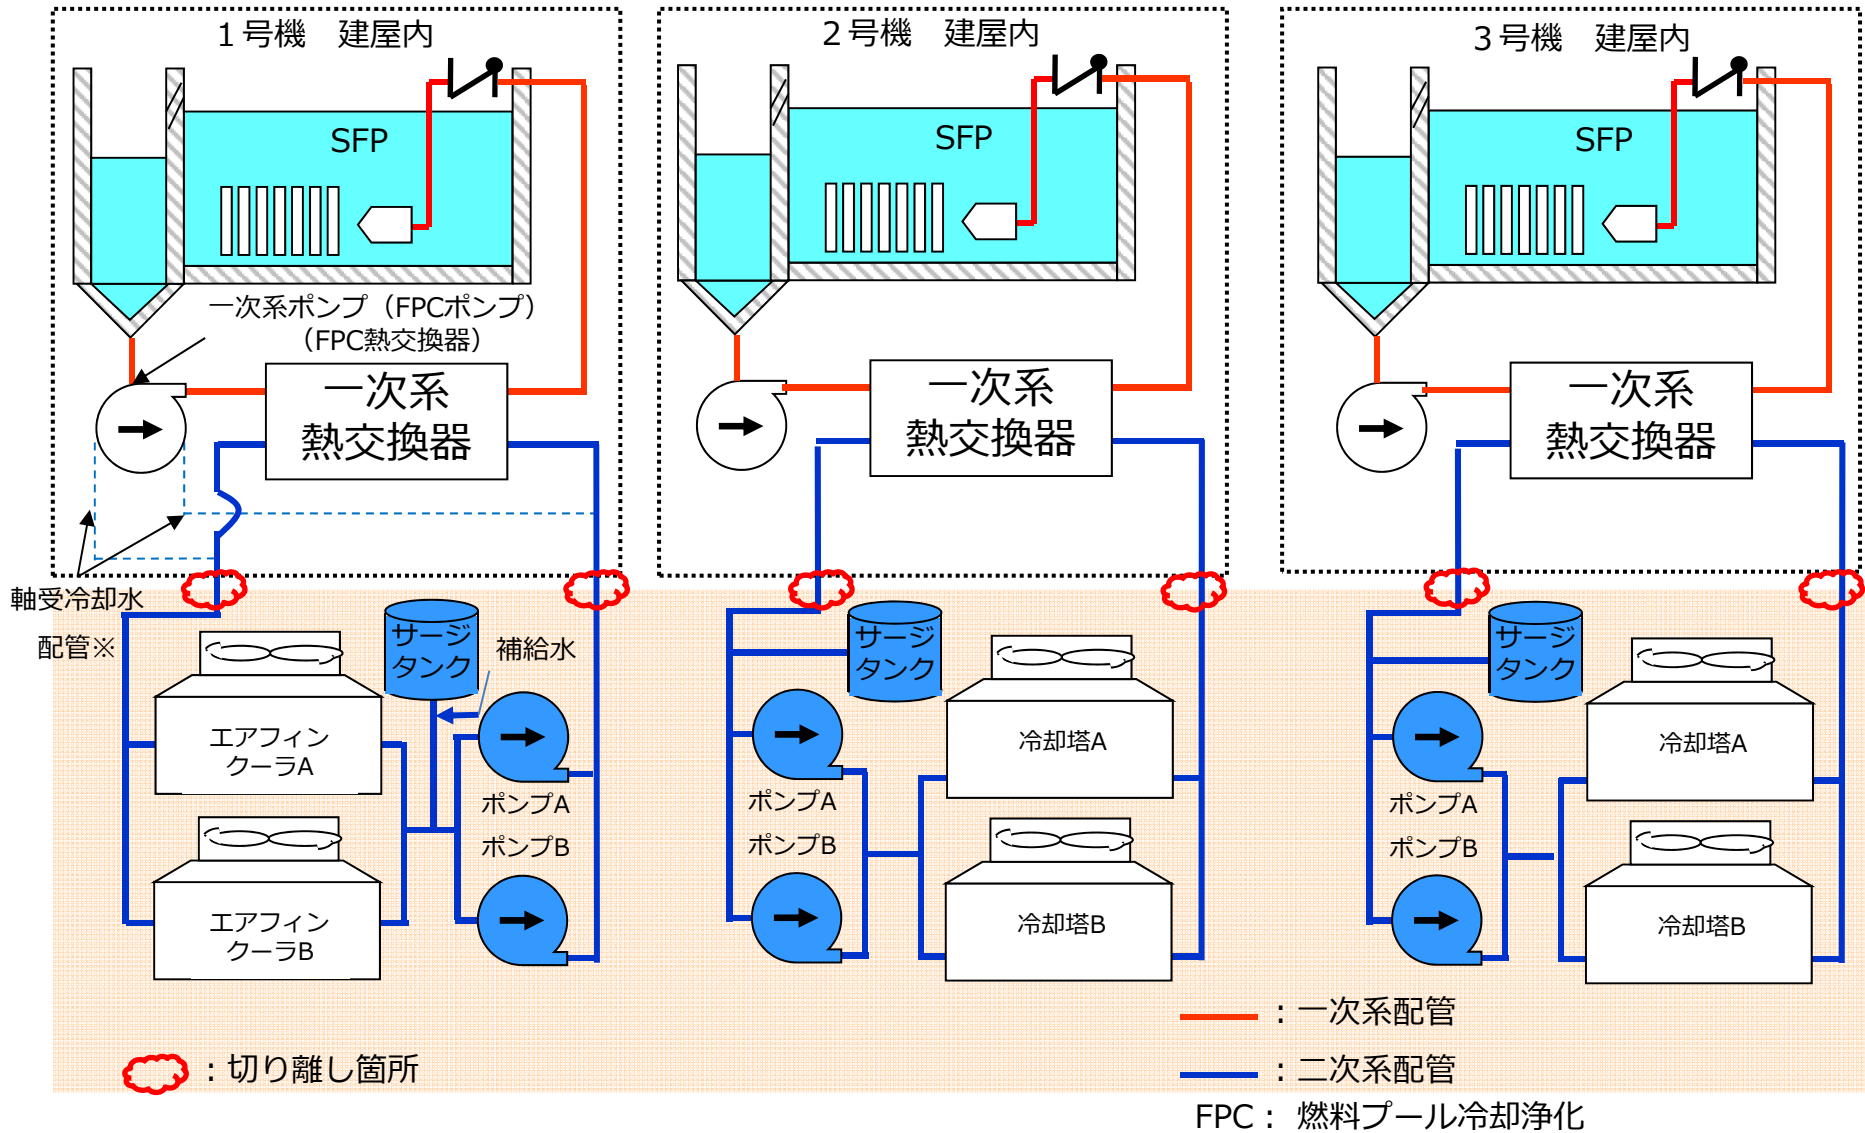 １号機　建屋内
２号機　建屋内
３号機　建屋内
SFP
SFP
SFP
一次系ポンプ（FPCポンプ）
（FPC熱交換器）
一次系
熱交換器
一次系
熱交換器
一次系
熱交換器
軸受冷却水
配管※
サージ
タンク
補給水
サージ
タンク
サージ
タンク
エアフィン
クーラA
ポンプA
ポンプB
エアフィン
クーラB
冷却塔A
ポンプA
ポンプB
冷却塔B
冷却塔A
ポンプA
ポンプB
冷却塔B
：一次系配管
：切り離し箇所
：二次系配管
FPC： 燃料プール冷却浄化